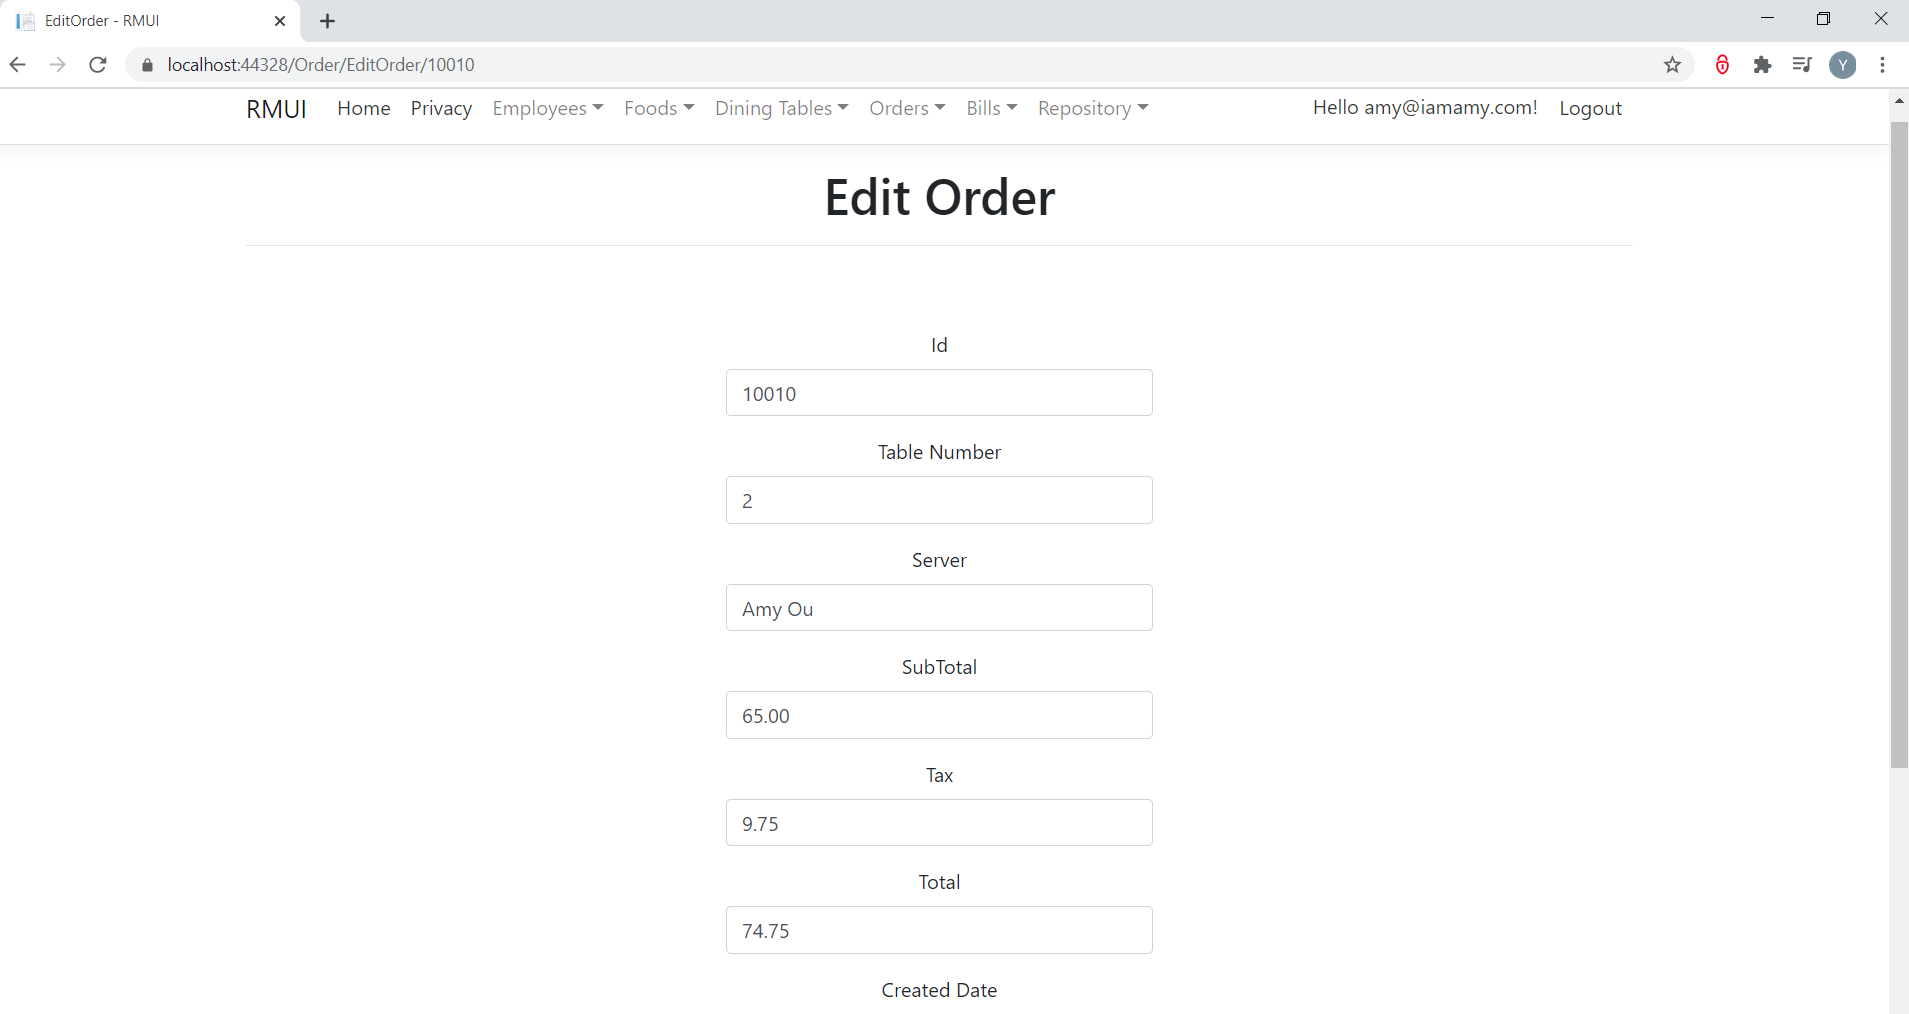 EditOrder - RMUI
localhost:44328/Order/EditOrder/10010
Y
RMUI Home Privacy Employees Foods Dining Tables Orders Bills Repository Hello amy@iamamy.com! Logout
Edit Order
Id
10010
Table Number
2
Server
Amy Ou
SubTotal
65.00
Tax
9.75
Total
74.75
Created Date